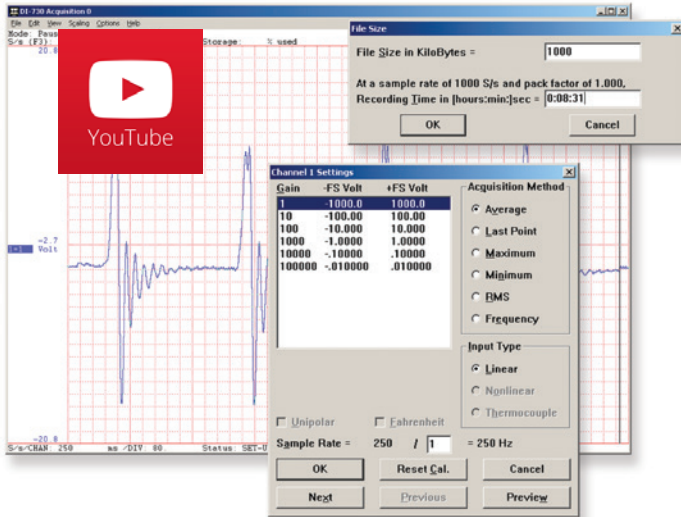 DI-730 Acquisition 0
File Edit View Scaling Options Help
Mode: Paus
S/s (F3):
Storage: % used
20.8
YouTube
-2.7
1-1 Volt
-20.8
S/s/CHAN: 250 ms /DIV: 80. Status: SET-U
File Size
File Size in KiloBytes = 1000
At a sample rate of 1000 S/s and pack factor of 1.000,
Recording Time in [hours:min:]sec = 0:08:31
OK Cancel
Channel 1 Settings
Gain -FS Volt +FS Volt
1 -1000.0 1000.0
10 -100.00 100.00
100 -10.000 10.000
1000 -1.0000 1.0000
10000 -.10000 .10000
100000 -.010000 .010000
Acquisition Method
Average
Last Point
Maximum
Minimum
RMS
Frequency
Input Type
Linear
Nonlinear
Thermocouple
Unipolar Fahrenheit
Sample Rate = 250 / 1 = 250 Hz
OK Reset Cal. Cancel
Next Previous Preview